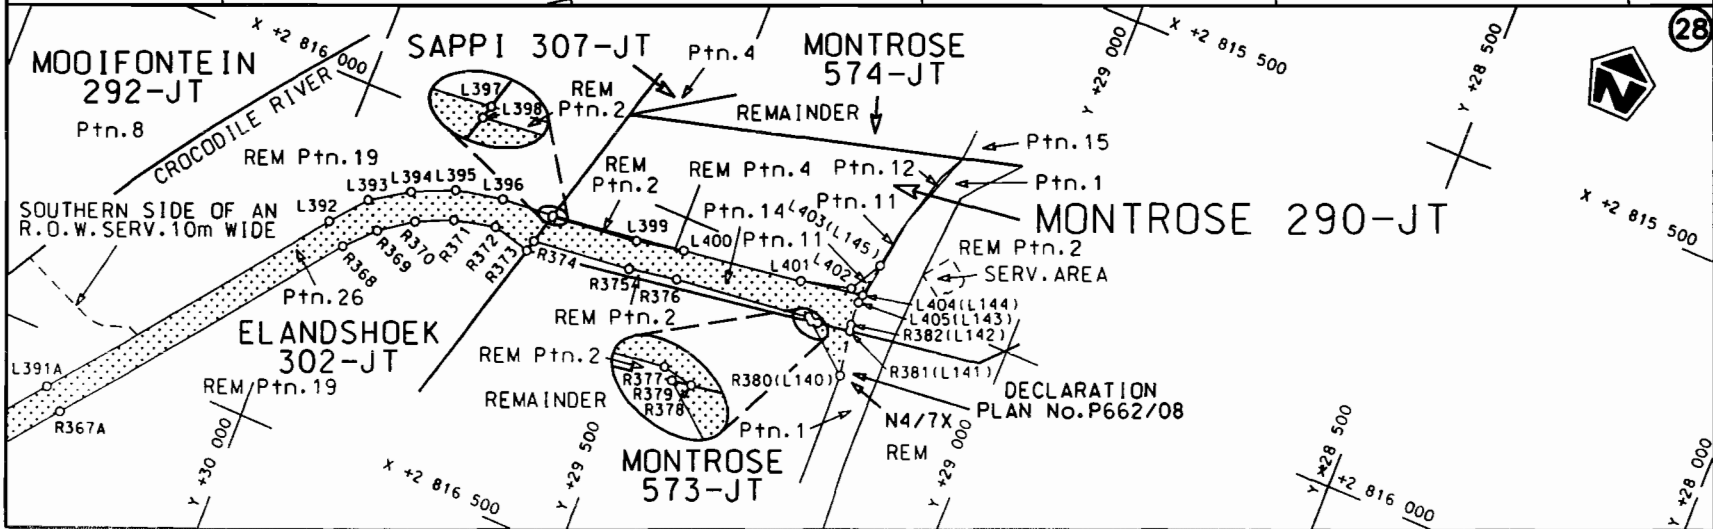 28
X +2 816 000
SAPPI 307-JT
Ptn.4
MONTROSE
574-JT
Y +29 000
X +2 815 500
Y +28 500
N
MOOIFONTEIN
292-JT
Ptn.8
CROCODILE RIVER
L397
L398
REM
Ptn.2
REMAINDER
Ptn.15
REM Ptn.19
L393
L394
L395
L396
REM
Ptn.2
REM Ptn.4
Ptn.12
Ptn.1
SOUTHERN SIDE OF AN
R.O.W.SERV.10m WIDE
L392
L399
L400
Ptn.14
L403(L145)
Ptn.11
MONTROSE 290-JT
X +2 815 500
R368
R369
R370
R371
R372
R373
R374
Ptn.11
L401
L402
REM Ptn.2
SERV.AREA
Ptn.26
R375A
R376
L404(L144)
L405(L143)
R382(L142)
ELANDSHOEK
302-JT
REM Ptn.2
L391A
REM Ptn.19
R367A
REM Ptn.2
REMAINDER
R377
R379
R378
R380(L140)
R381(L141)
DECLARATION
PLAN No.P662/08
N4/7X
Ptn.1
REM
MONTROSE
573-JT
Y +30 000
X +2 816 500
Y +29 500
Y +29 000
Y +28 500
X +2 816 000
Y +28 000